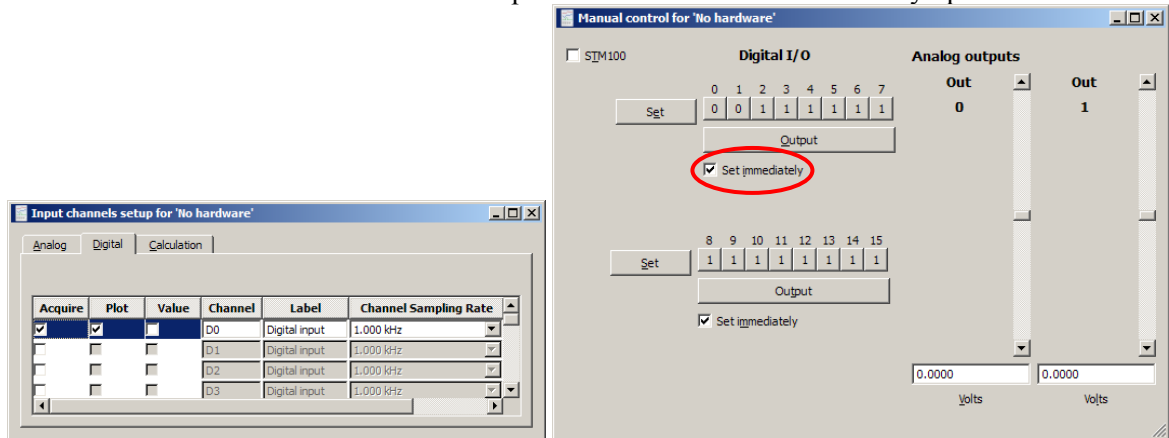 Manual control for 'No hardware'
STM100
Digital I/O
Analog outputs
0 1 2 3 4 5 6 7
Set
0 0 1 1 1 1 1 1
Output
Set immediately
8 9 10 11 12 13 14 15
Set
1 1 1 1 1 1 1 1
Output
Set immediately
Out
0
Out
1
0.0000
0.0000
Volts
Volts
Input channels setup for 'No hardware'
Analog Digital Calculation
Acquire Plot Value Channel Label Channel Sampling Rate
D0 Digital input 1.000 kHz
D1 Digital input 1.000 kHz
D2 Digital input 1.000 kHz
D3 Digital input 1.000 kHz